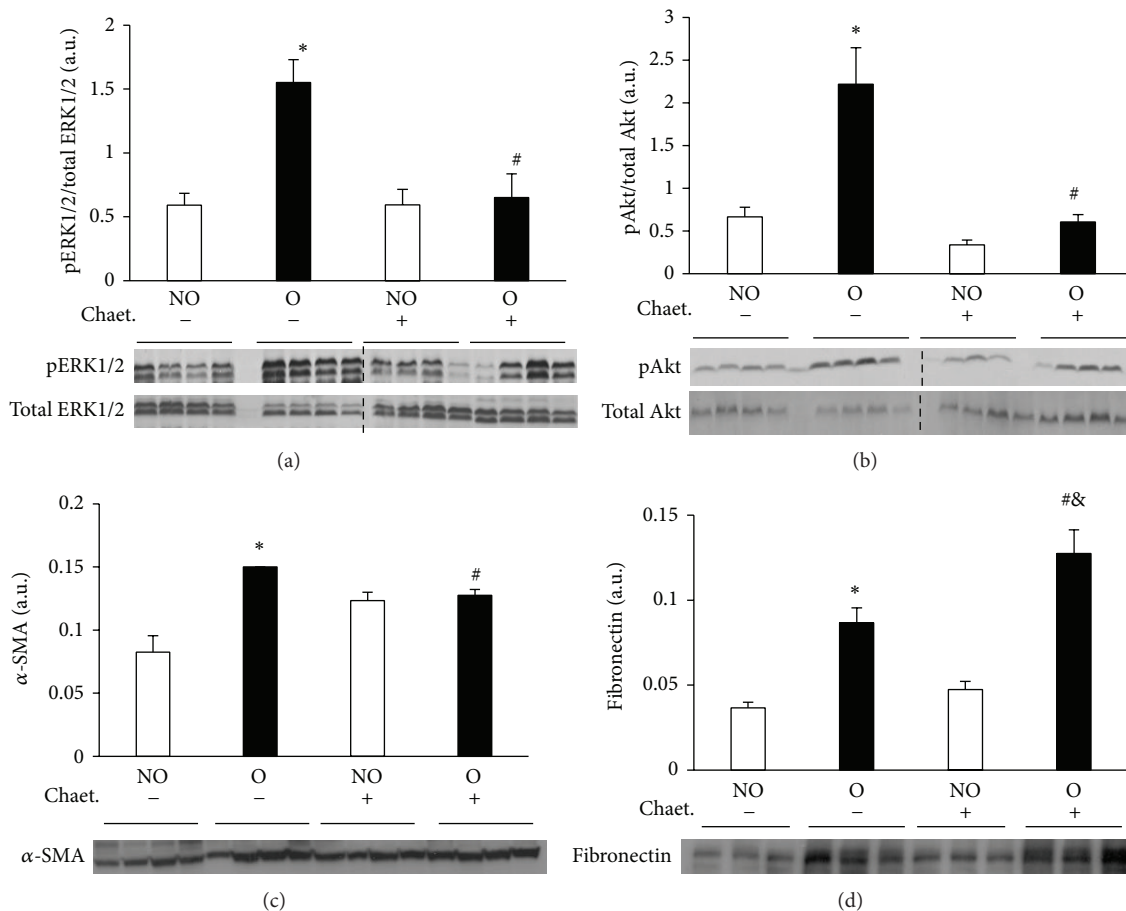 pERK1/2/total ERK1/2 (a.u.)
2
1.5
1
0.5
0
*
#
NO O NO O
Chaet. − − + +
pERK1/2
Total ERK1/2
(a)
pAkt/total Akt (a.u.)
3
2.5
2
1.5
1
0.5
0
*
#
NO O NO O
Chaet. − − + +
pAkt
Total Akt
(b)
α-SMA (a.u.)
0.2
0.15
0.1
0.05
0
*
#
NO O NO O
Chaet. − − + +
α-SMA
(c)
Fibronectin (a.u.)
0.15
0.1
0.05
0
*
#&
NO O NO O
Chaet. − − + +
Fibronectin
(d)